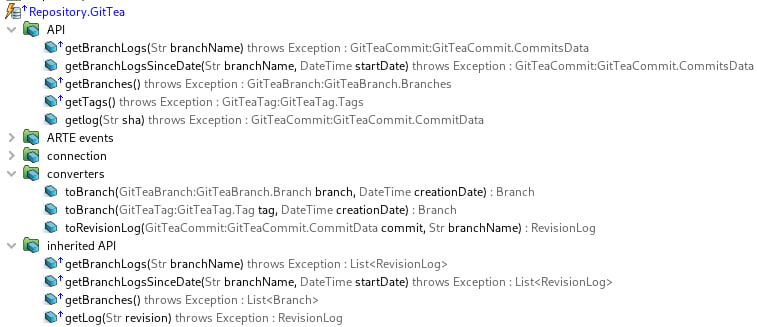 Repository.GitTea
API
getBranchLogs(Str branchName) throws Exception : GitTeaCommit:GitTeaCommit.CommitsData
getBranchLogsSinceDate(Str branchName, DateTime startDate) throws Exception : GitTeaCommit:GitTeaCommit.CommitsData
getBranches() throws Exception : GitTeaBranch:GitTeaBranch.Branches
getTags() throws Exception : GitTeaTag:GitTeaTag.Tags
getlog(Str sha) throws Exception : GitTeaCommit:GitTeaCommit.CommitData
ARTE events
connection
converters
toBranch(GitTeaBranch:GitTeaBranch.Branch branch, DateTime creationDate) : Branch
toBranch(GitTeaTag:GitTeaTag.Tag tag, DateTime creationDate) : Branch
toRevisionLog(GitTeaCommit:GitTeaCommit.CommitData commit, Str branchName) : RevisionLog
inherited API
getBranchLogs(Str branchName) throws Exception : List<RevisionLog>
getBranchLogsSinceDate(Str branchName, DateTime startDate) throws Exception : List<RevisionLog>
getBranches() throws Exception : List<Branch>
getLog(Str revision) throws Exception : RevisionLog